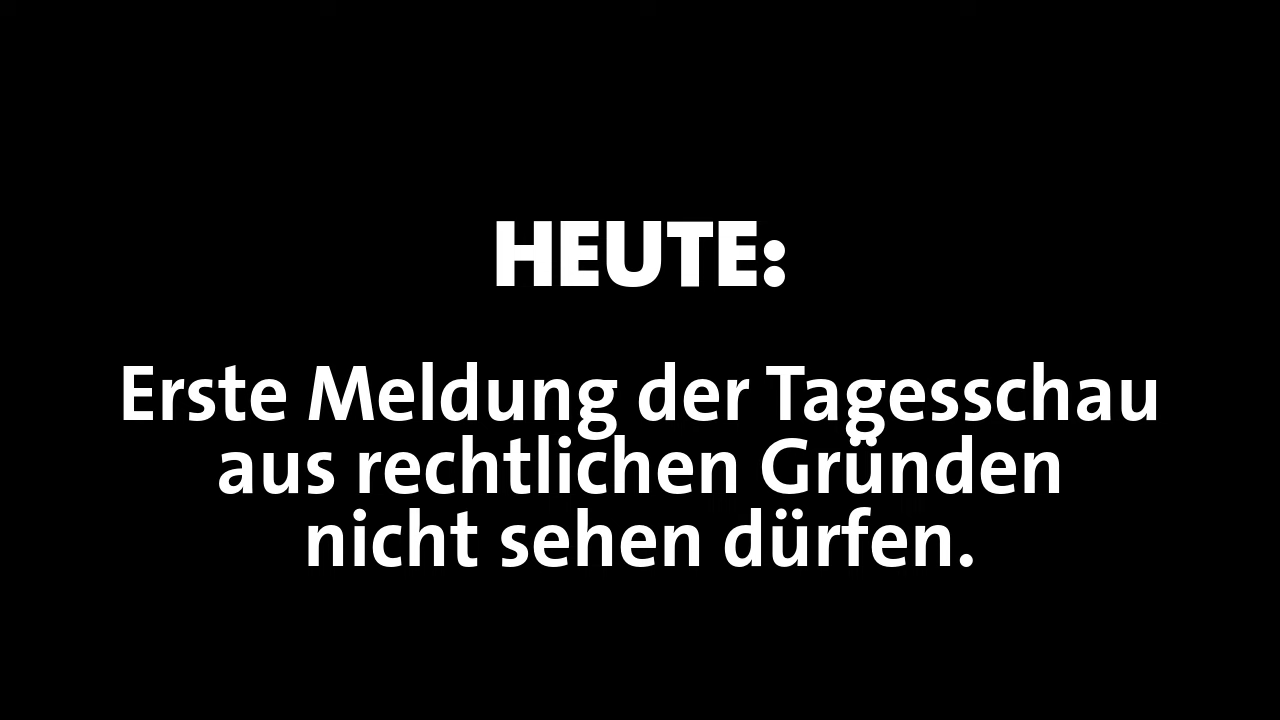 HEUTE:
Erste Meldung der Tagesschau
aus rechtlichen Gründen
nicht sehen dürfen.